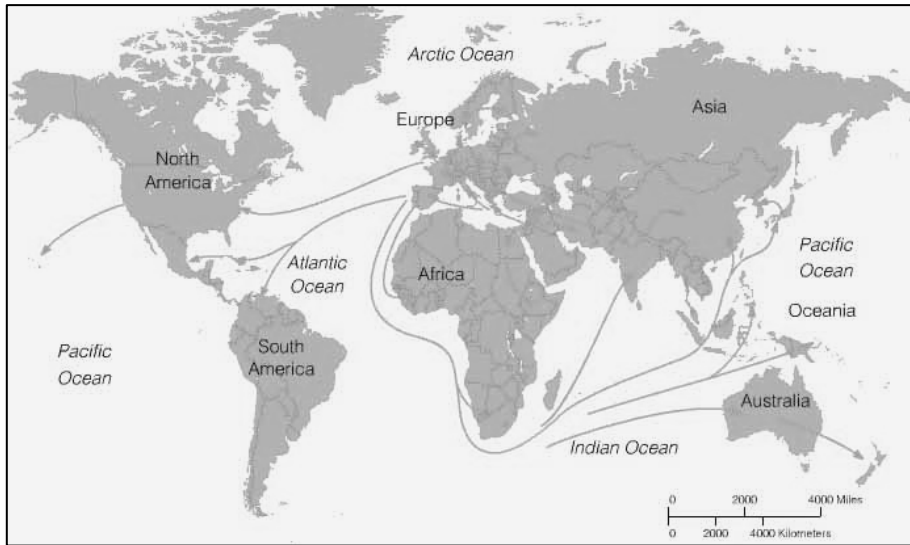 Arctic Ocean
Europe
Asia
North
America
Atlantic
Ocean
Africa
Pacific
Ocean
Oceania
Pacific
Ocean
South
America
Australia
Indian Ocean
0 2000 4000 Miles
0 2000 4000 Kilometers